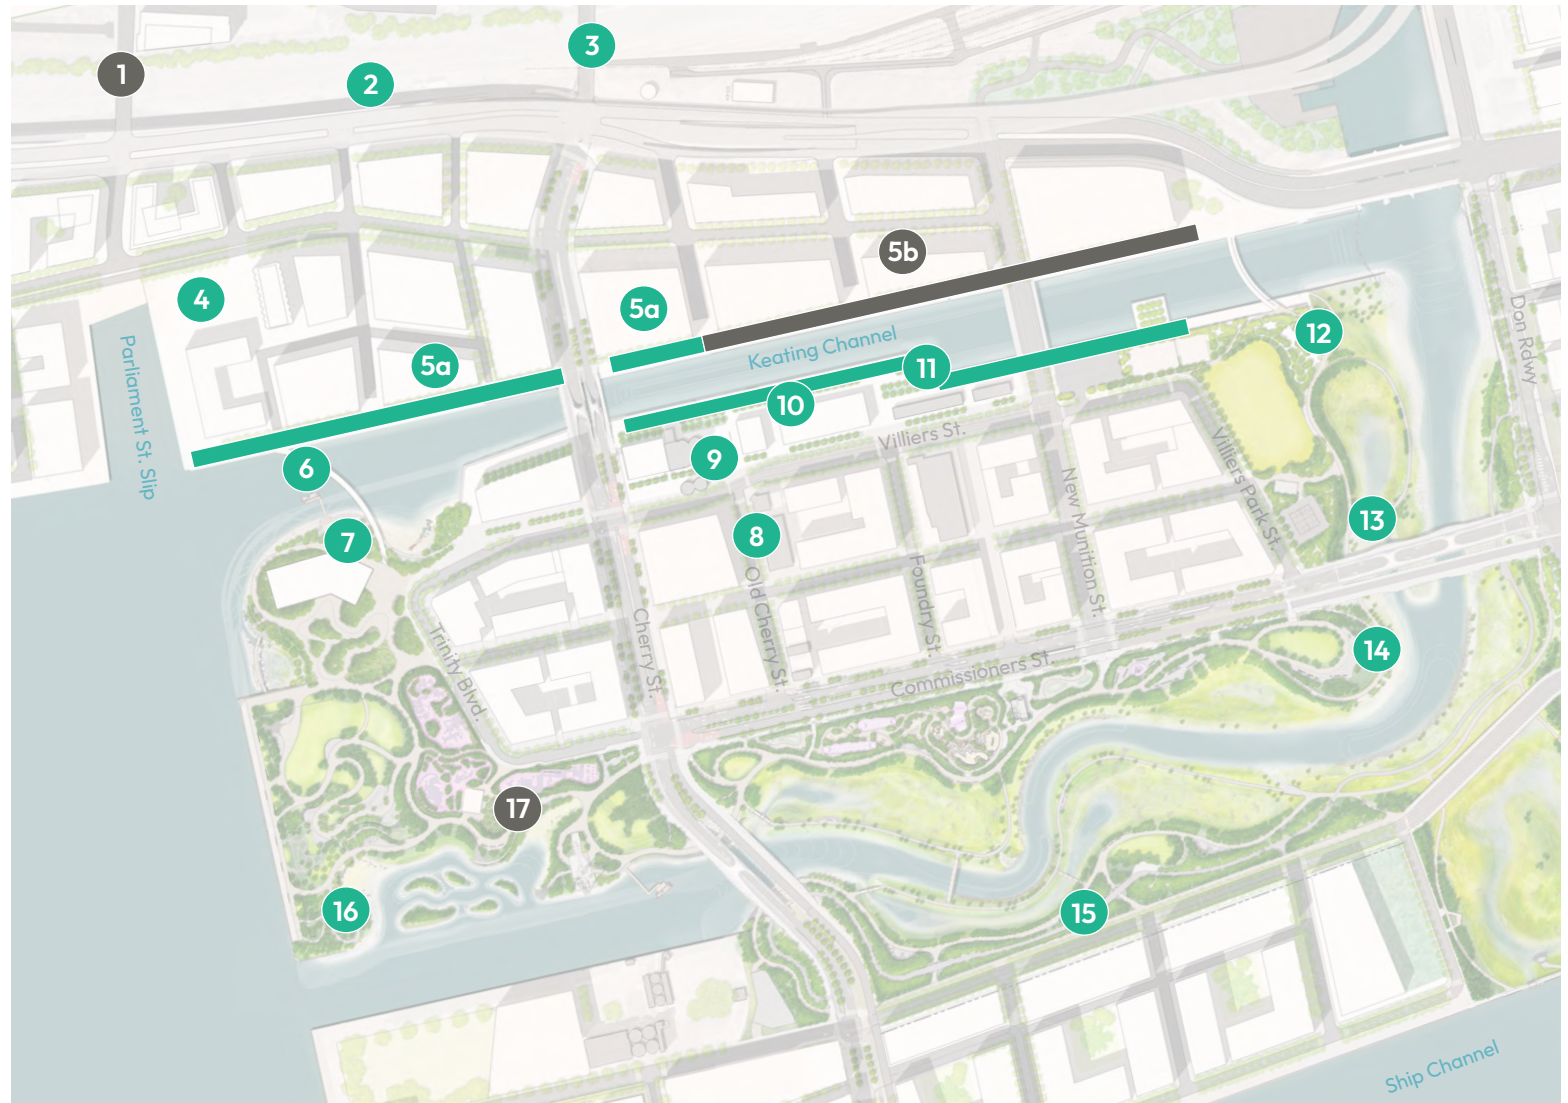 1
2
3
4
5a
5b
5a
Keating Channel
Parliament St. Slip
6
7
8
9
10
11
12
13
14
15
16
17
Villiers St.
Villiers Park St.
New Munition St.
Foundry St.
Old Cherry St.
Cherry St.
Trinity Blvd.
Commissioners St.
Don Rdwy
Ship Channel